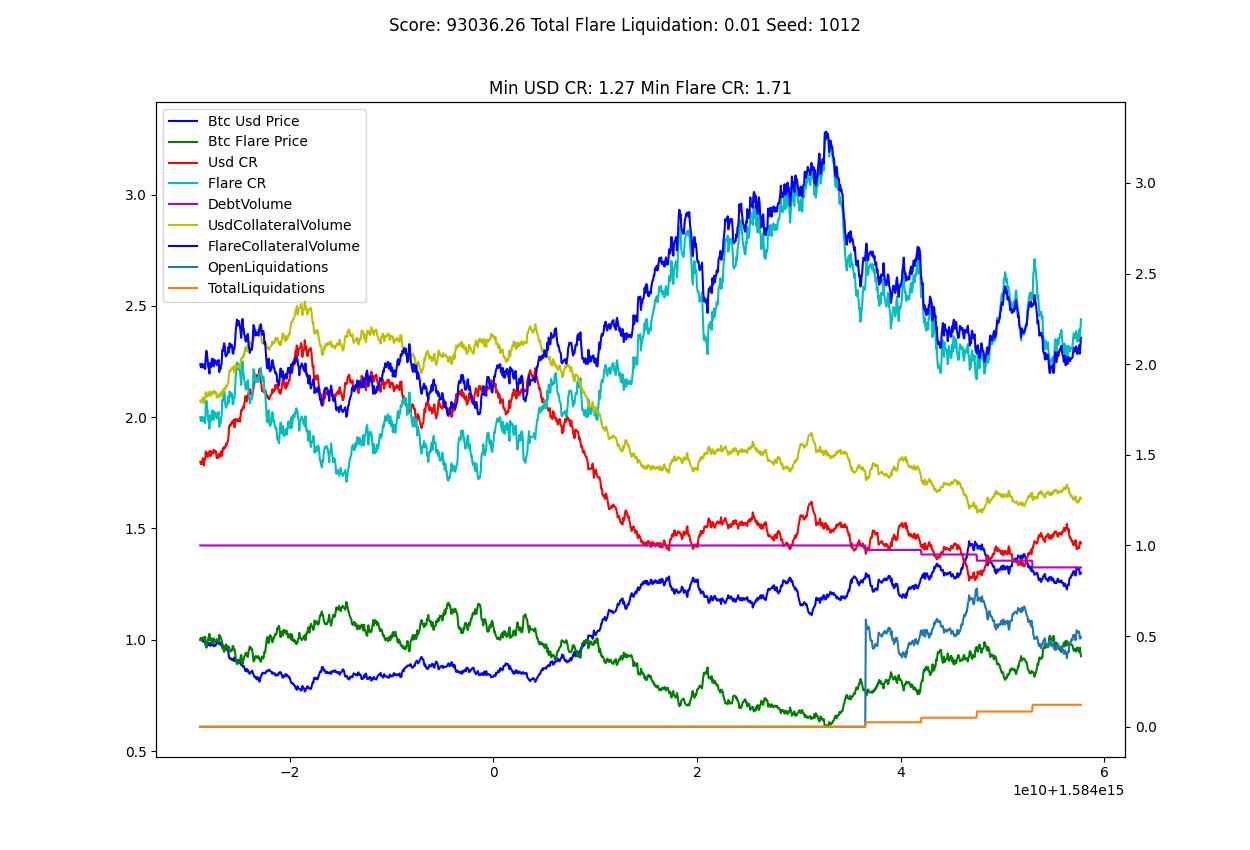 Score: 93036.26 Total Flare Liquidation: 0.01 Seed: 1012
Min USD CR: 1.27 Min Flare CR: 1.71
Btc Usd Price
Btc Flare Price
Usd CR
Flare CR
DebtVolume
UsdCollateralVolume
FlareCollateralVolume
OpenLiquidations
TotalLiquidations
3.0
2.5
2.0
1.5
1.0
0.5
3.0
2.5
2.0
1.5
1.0
0.5
0.0
−2
0
2
4
6
1e10+1.584e15